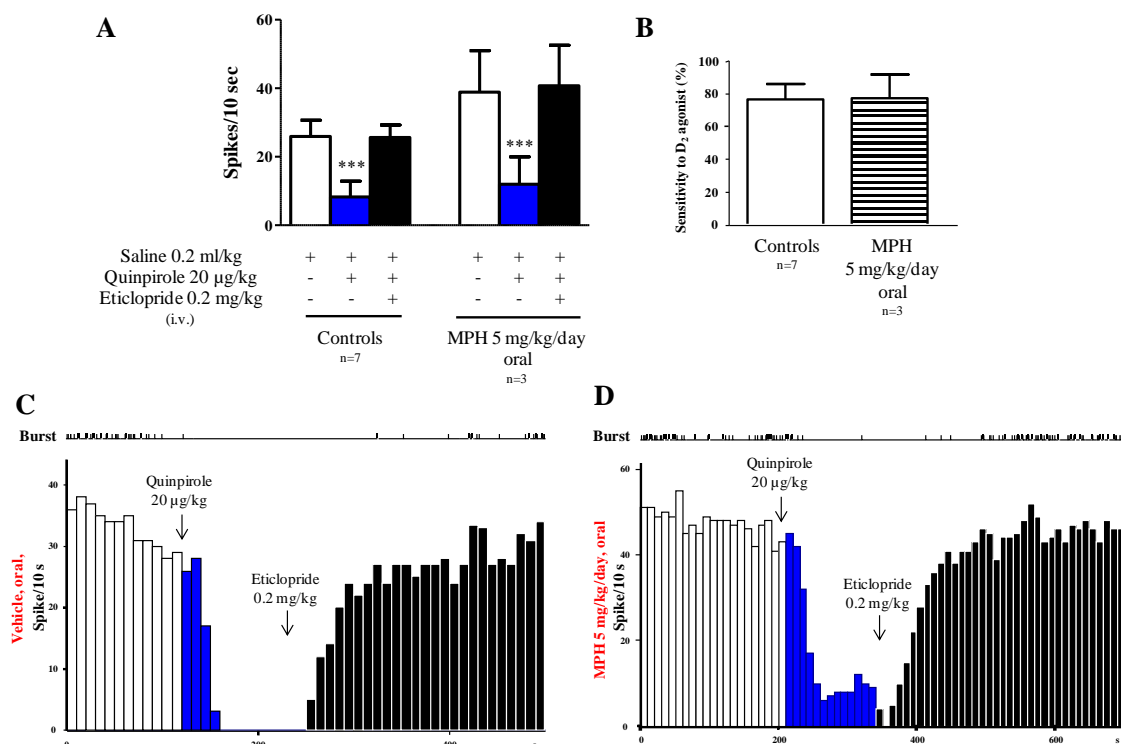 A
60
40
20
0
Spikes/10 sec
***
***
Saline 0.2 ml/kg + + + + + +
Quinpirole 20 µg/kg - + + - + +
Eticlopride 0.2 mg/kg - - + - - +
(i.v.)
Controls
n=7
MPH 5 mg/kg/day
oral
n=3
B
100
80
60
40
20
0
Sensitivity to D₂ agonist (%)
Controls
n=7
MPH
5 mg/kg/day
oral
n=3
C
Burst
Vehicle, oral,
Spike/10 s
40
30
20
10
0
Quinpirole
20 µg/kg
Eticlopride
0.2 mg/kg
200
400
D
Burst
MPH 5 mg/kg/day, oral
Spike/10 s
60
40
20
0
Quinpirole
20 µg/kg
Eticlopride
0.2 mg/kg
0 200 400 600 s